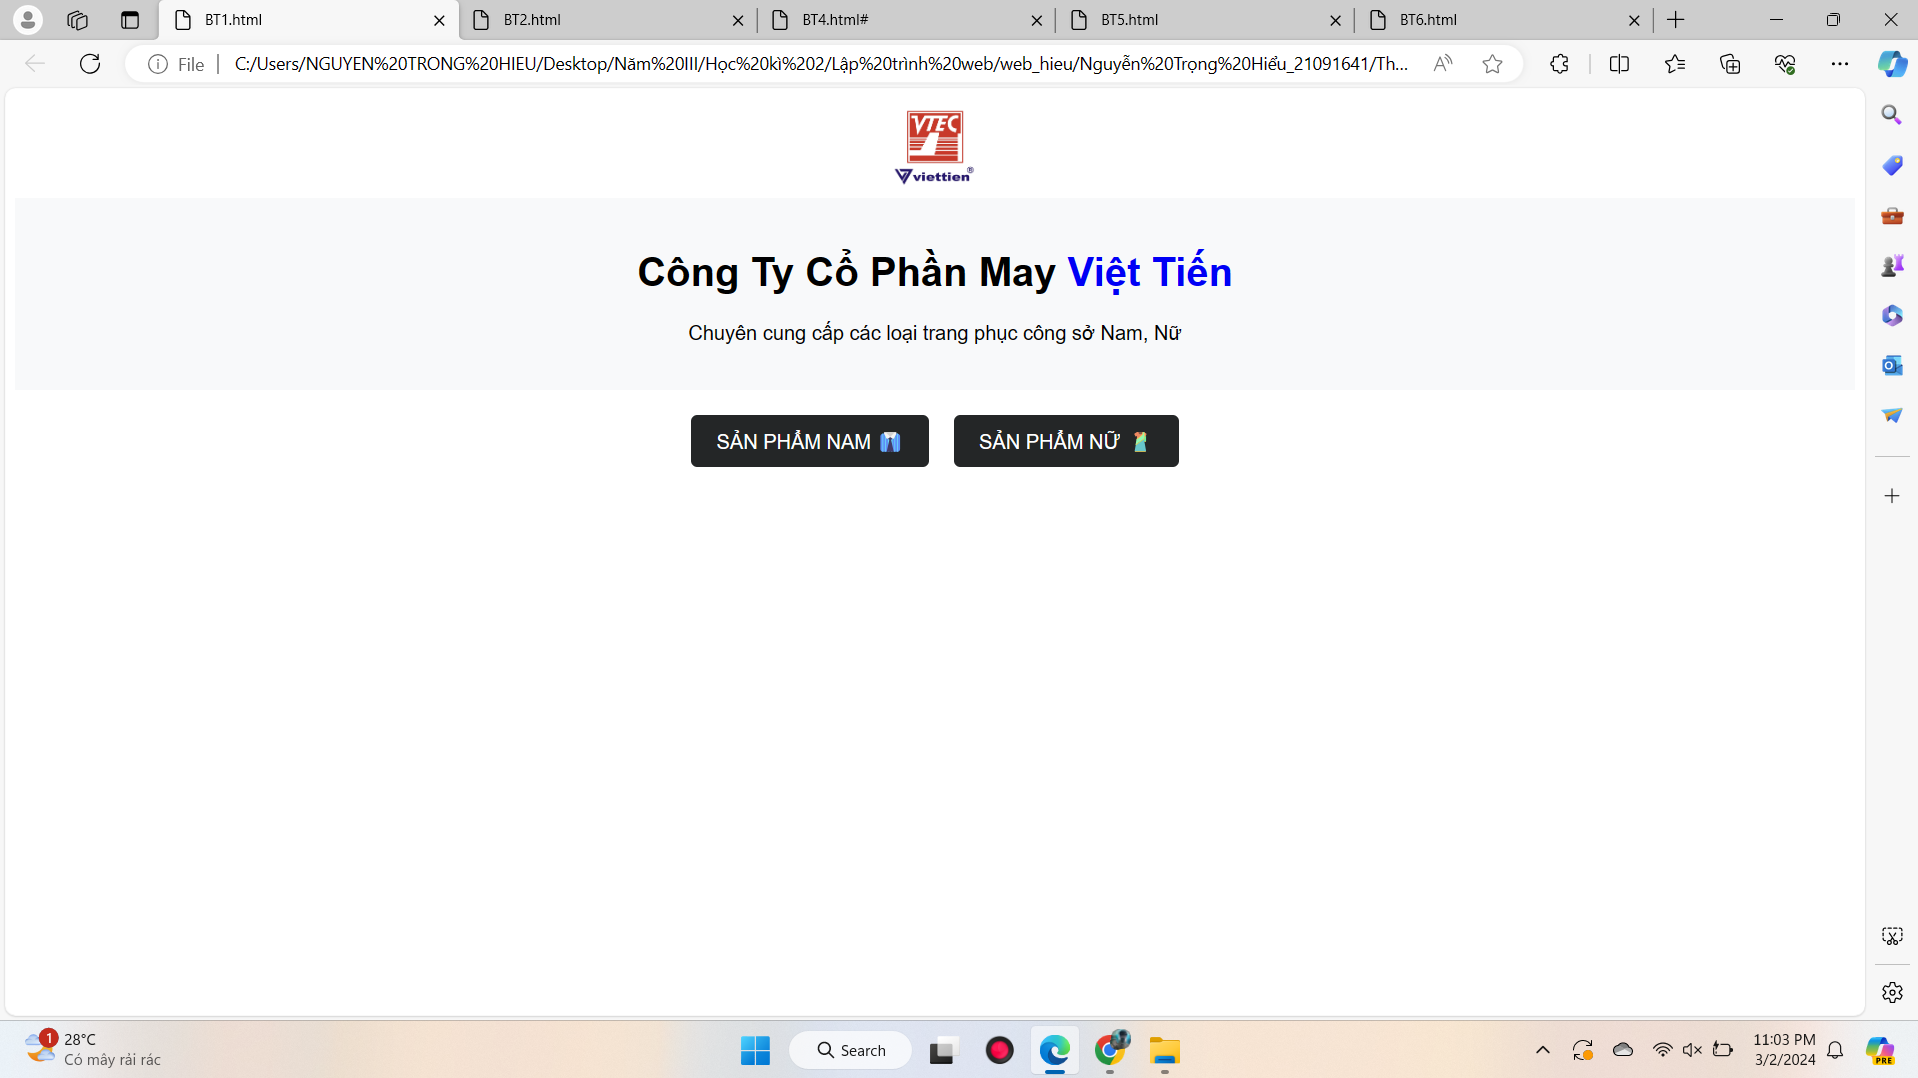 BT1.html
BT2.html
BT4.html#
BT5.html
BT6.html
File
C:/Users/NGUYEN%20TRONG%20HIEU/Desktop/Năm%20III/Học%20kì%202/Lập%20trình%20web/web_hieu/Nguyễn%20Trọng%20Hiểu_21091641/Th...
VTEC
viettien®
Công Ty Cổ Phần May Việt Tiến
Chuyên cung cấp các loại trang phục công sở Nam, Nữ
SẢN PHẨM NAM
SẢN PHẨM NỮ
1
28°C
Có mây rải rác
Search
11:03 PM
3/2/2024
PRE